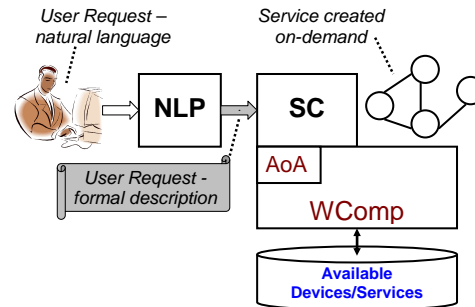 User Request –
natural language
Service created
on-demand
NLP
SC
AoA
User Request -
formal description
WComp
Available
Devices/Services